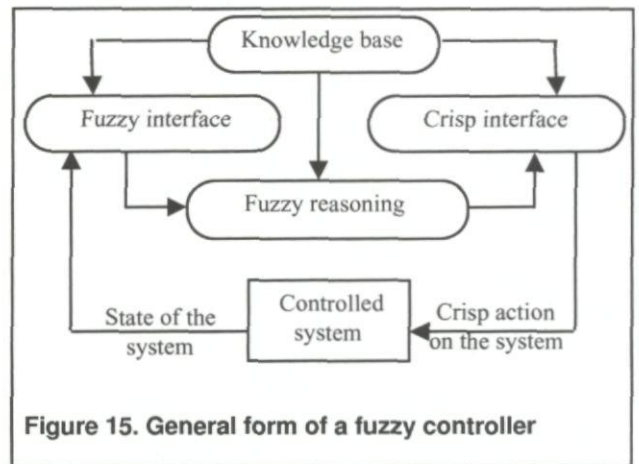 Knowledge base
Fuzzy interface
Crisp interface
Fuzzy reasoning
State of the
system
Controlled
system
Crisp action
on the system
Figure 15. General form of a fuzzy controller